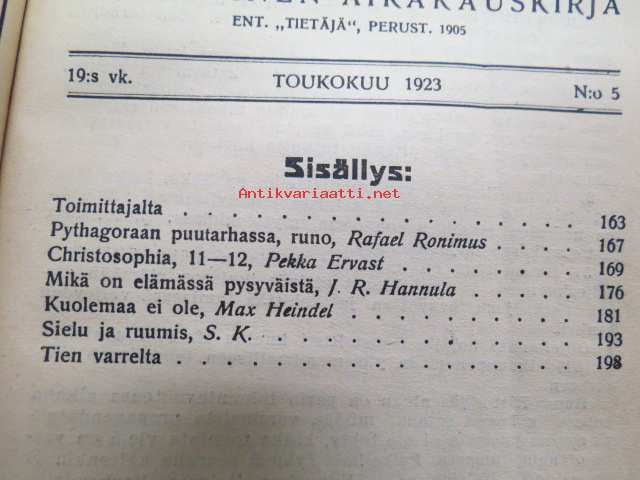 AIKAKAUSKIRJA
ENT. „TIETÄJÄ“, PERUST. 1905
19:s vk. TOUKOKUU 1923 N:o 5
Sisällys:
Antikvariaatti.net
Toimittajalta . . . . . . . . . . . . . . . . 163
Pythagoraan puutarhassa, runo, Rafael Ronimus . . . . 167
Christosophia, 11—12, Pekka Ervast . . . . . . . . 169
Mikä on elämässä pysyväistä, J. R. Hannula . . . . . 176
Kuolemaa ei ole, Max Heindel . . . . . . . . . . 181
Sielu ja ruumis, S. K. . . . . . . . . . . . . . 193
Tien varrelta . . . . . . . . . . . . . . . . 198